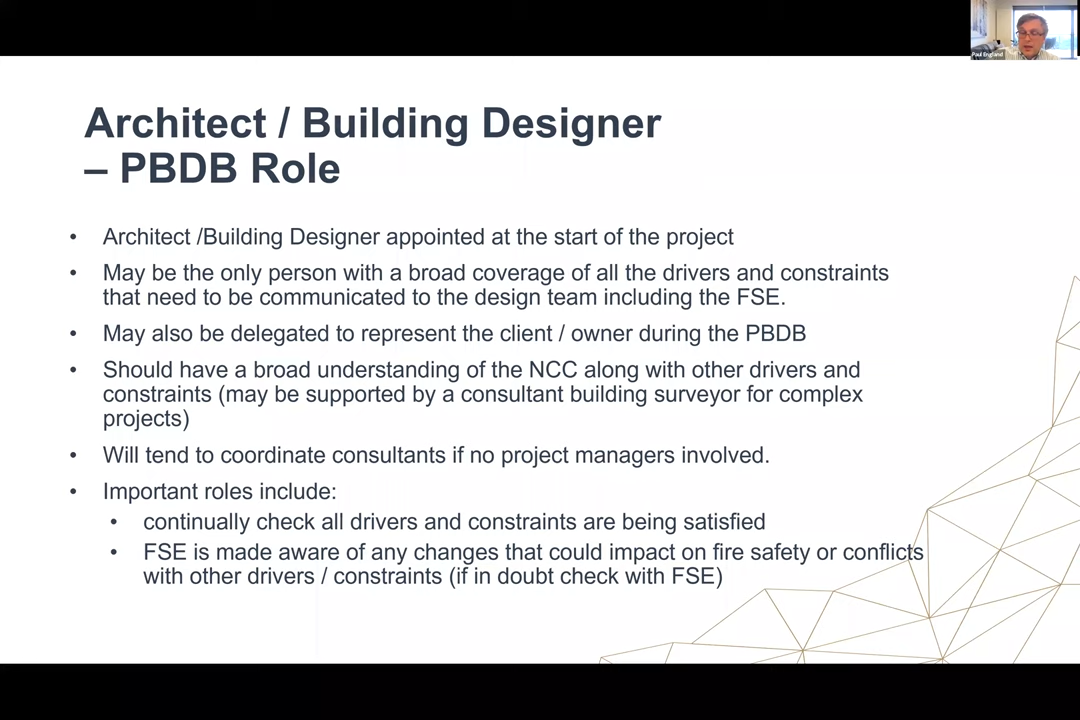 Paul England
Architect / Building Designer
– PBDB Role
• Architect /Building Designer appointed at the start of the project
• May be the only person with a broad coverage of all the drivers and constraints
that need to be communicated to the design team including the FSE.
• May also be delegated to represent the client / owner during the PBDB
• Should have a broad understanding of the NCC along with other drivers and
constraints (may be supported by a consultant building surveyor for complex
projects)
• Will tend to coordinate consultants if no project managers involved.
• Important roles include:
• continually check all drivers and constraints are being satisfied
• FSE is made aware of any changes that could impact on fire safety or conflicts
with other drivers / constraints (if in doubt check with FSE)